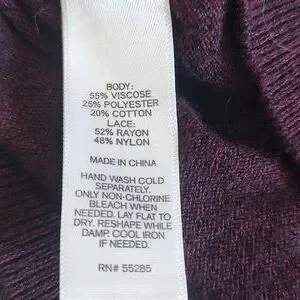 BODY:
55% VISCOSE
25% POLYESTER
20% COTTON
LACE:
52% RAYON
48% NYLON
MADE IN CHINA
HAND WASH COLD
SEPARATELY.
ONLY NON-CHLORINE
BLEACH WHEN
NEEDED. LAY FLAT TO
DRY. RESHAPE WHILE
DAMP. COOL IRON
IF NEEDED.
RN# 55285